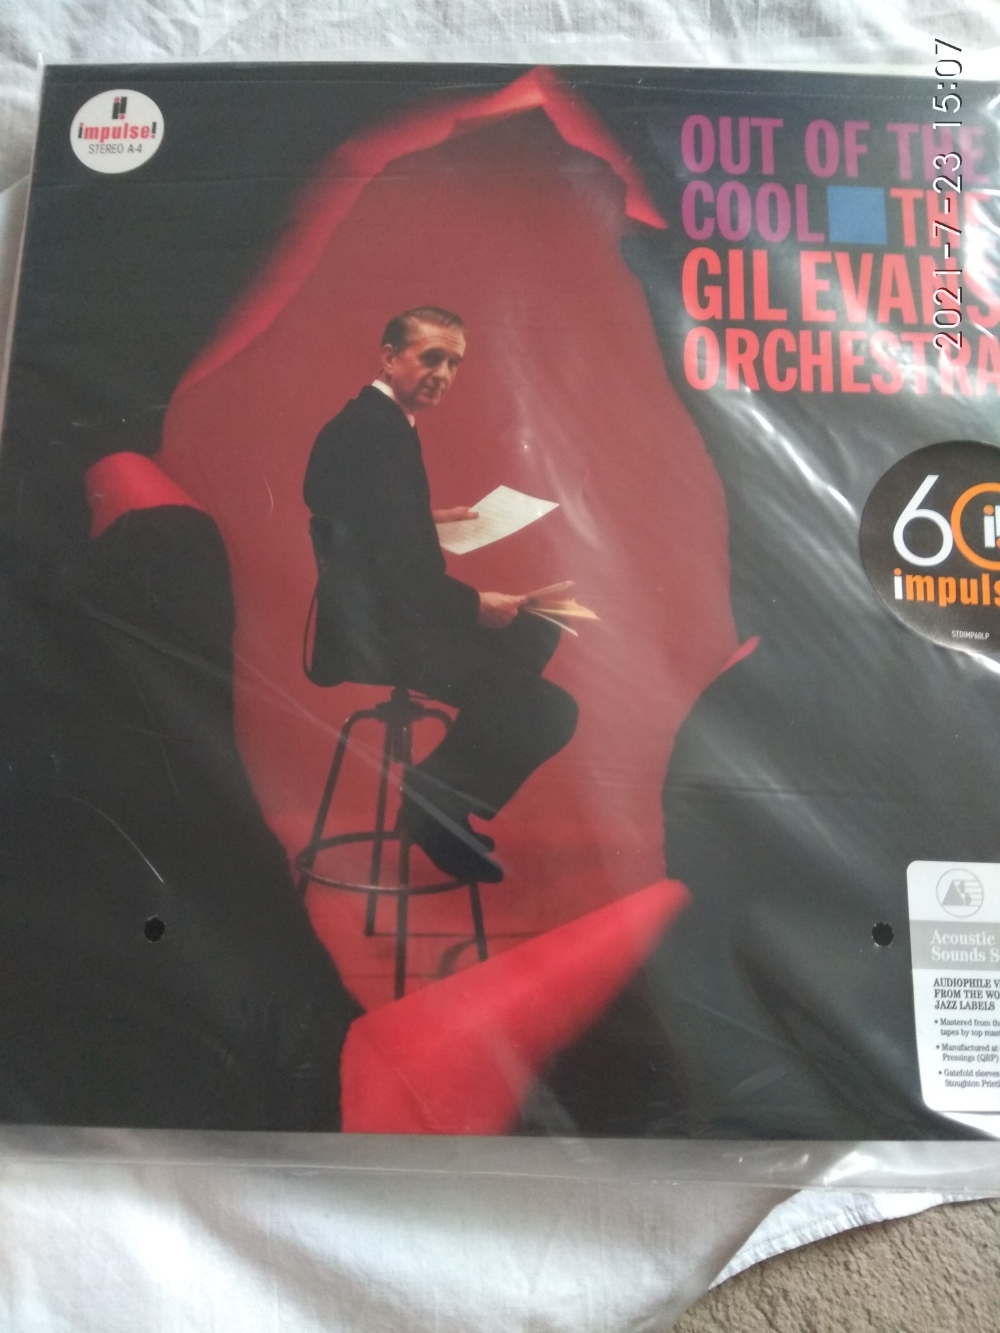 impulse!
STEREO A-4
OUT OF THE
COOL THE
GIL EVANS
ORCHESTRA
2021-7-23 15:07
60
impuls
STDIMP60LP
Acoustic
Sounds S
AUDIOPHILE V
FROM THE WO
JAZZ LABELS
• Mastered from the
tapes by top mas
• Manufactured at
Pressings (QRP)
• Gatefold sleeves
Stoughton Printi